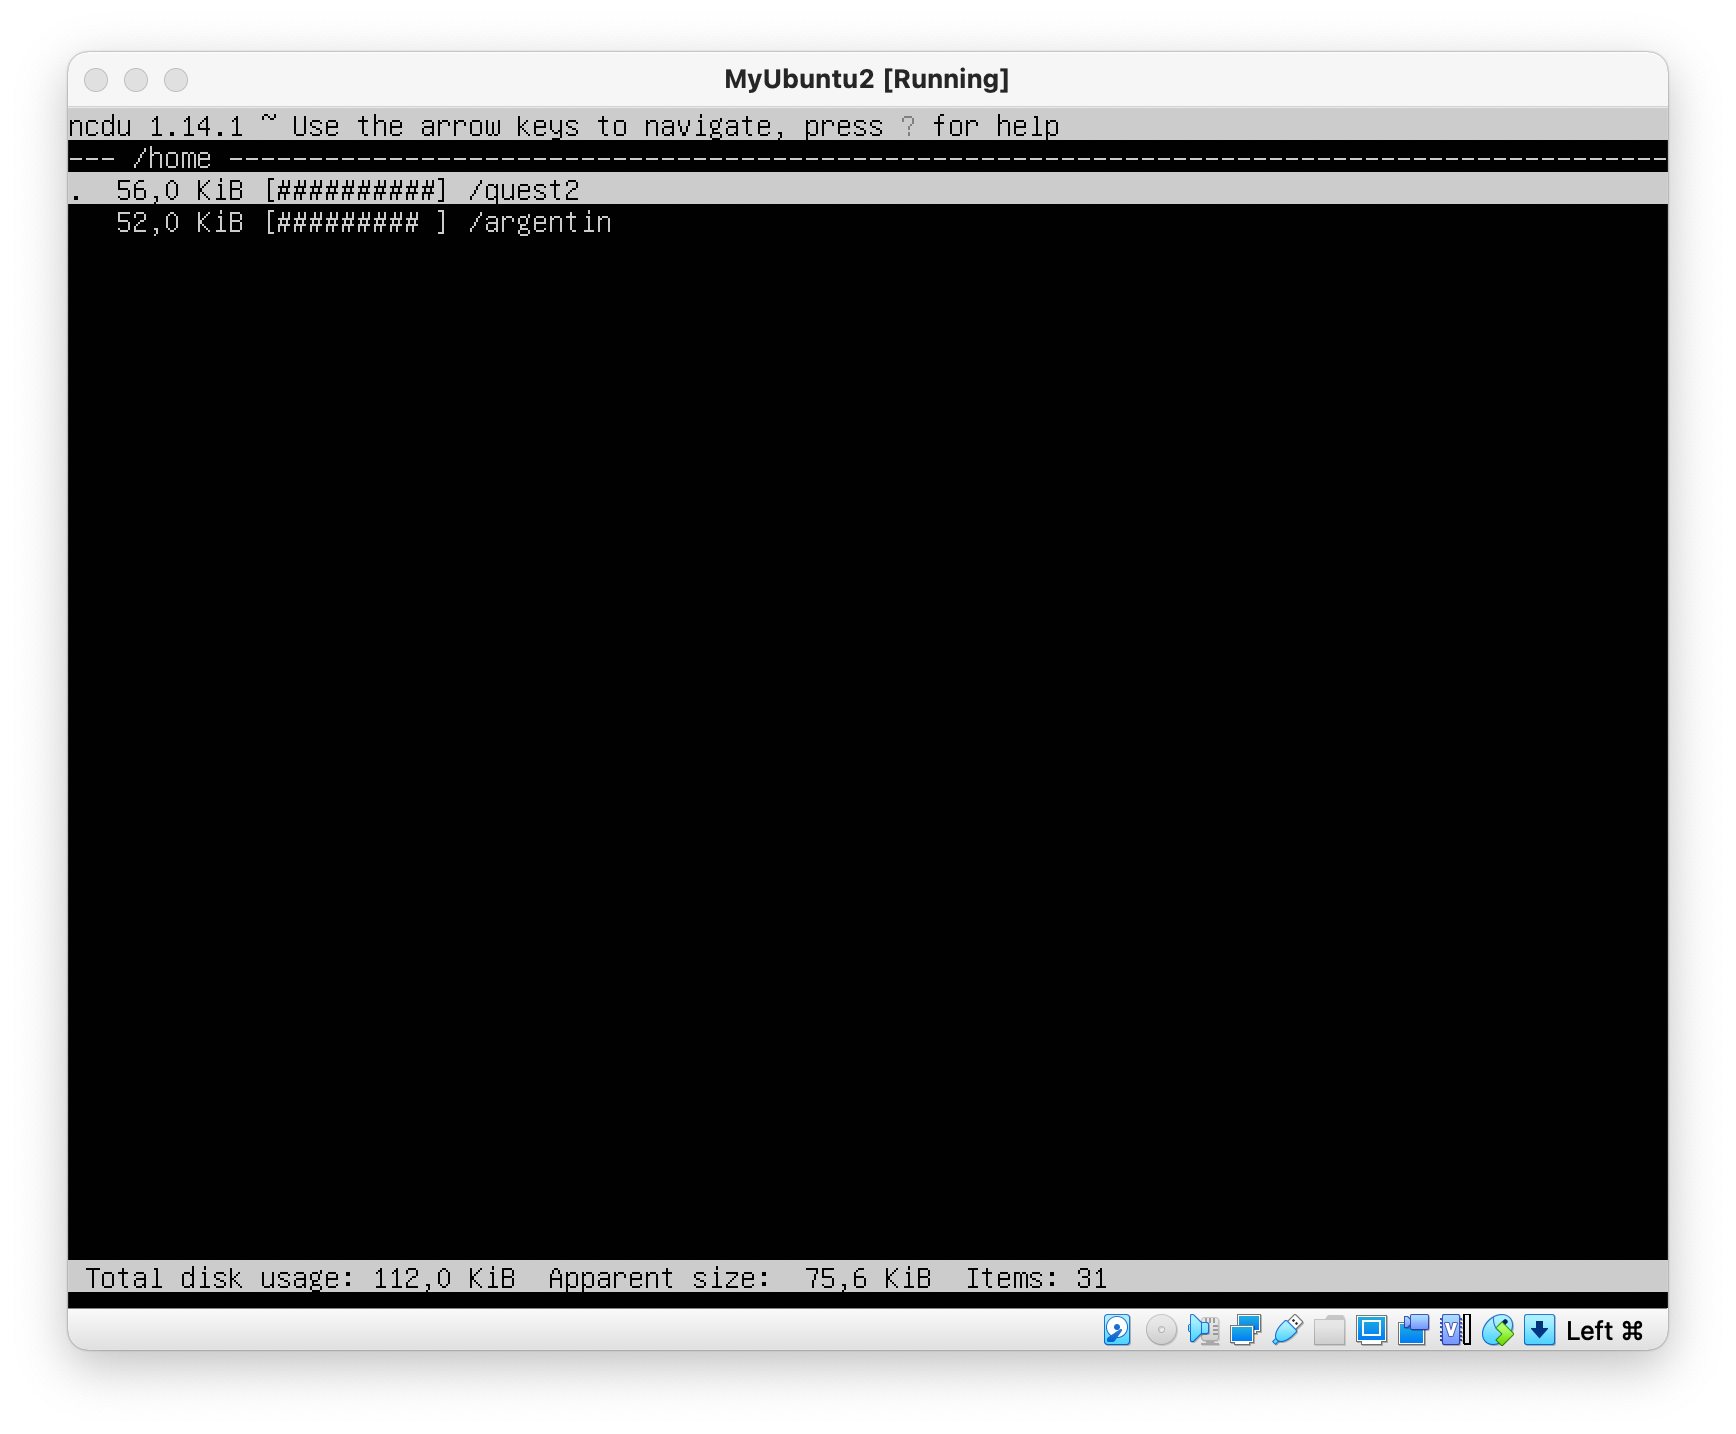 MyUbuntu2 [Running]
ncdu 1.14.1 ~ Use the arrow keys to navigate, press ? for help
--- /home ------------------------------------------------------------------------------------------
.  56,0 KiB [##########] /quest2
   52,0 KiB [######### ] /argentin
Total disk usage: 112,0 KiB  Apparent size:  75,6 KiB  Items: 31
Left ⌘